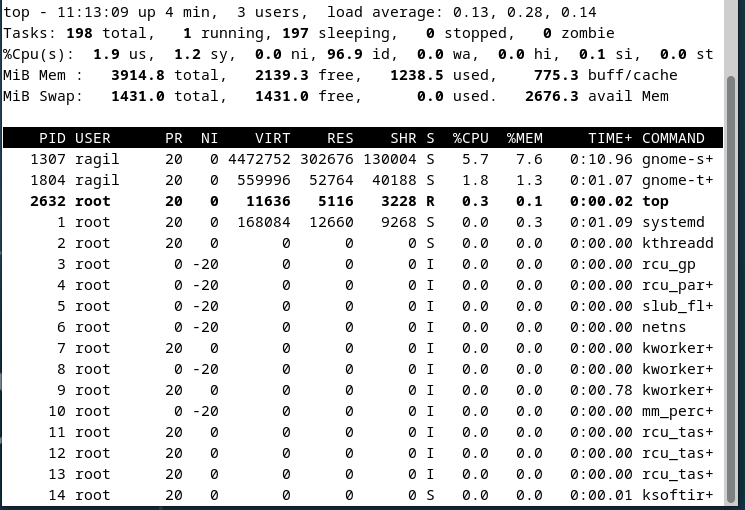 top - 11:13:09 up 4 min,  3 users,  load average: 0.13, 0.28, 0.14
Tasks: 198 total,   1 running, 197 sleeping,   0 stopped,   0 zombie
%Cpu(s):  1.9 us,  1.2 sy,  0.0 ni, 96.9 id,  0.0 wa,  0.0 hi,  0.1 si,  0.0 st
MiB Mem :   3914.8 total,   2139.3 free,   1238.5 used,    775.3 buff/cache
MiB Swap:   1431.0 total,   1431.0 free,      0.0 used.   2676.3 avail Mem
    PID USER      PR  NI    VIRT    RES    SHR S  %CPU  %MEM     TIME+ COMMAND
   1307 ragil     20   0 4472752 302676 130004 S   5.7   7.6   0:10.96 gnome-s+
   1804 ragil     20   0  559996  52764  40188 S   1.8   1.3   0:01.07 gnome-t+
   2632 root      20   0   11636   5116   3228 R   0.3   0.1   0:00.02 top
      1 root      20   0  168084  12660   9268 S   0.0   0.3   0:01.09 systemd
      2 root      20   0       0      0      0 S   0.0   0.0   0:00.00 kthreadd
      3 root       0 -20       0      0      0 I   0.0   0.0   0:00.00 rcu_gp
      4 root       0 -20       0      0      0 I   0.0   0.0   0:00.00 rcu_par+
      5 root       0 -20       0      0      0 I   0.0   0.0   0:00.00 slub_fl+
      6 root       0 -20       0      0      0 I   0.0   0.0   0:00.00 netns
      7 root      20   0       0      0      0 I   0.0   0.0   0:00.00 kworker+
      8 root       0 -20       0      0      0 I   0.0   0.0   0:00.00 kworker+
      9 root      20   0       0      0      0 I   0.0   0.0   0:00.78 kworker+
     10 root       0 -20       0      0      0 I   0.0   0.0   0:00.00 mm_perc+
     11 root      20   0       0      0      0 I   0.0   0.0   0:00.00 rcu_tas+
     12 root      20   0       0      0      0 I   0.0   0.0   0:00.00 rcu_tas+
     13 root      20   0       0      0      0 I   0.0   0.0   0:00.00 rcu_tas+
     14 root      20   0       0      0      0 S   0.0   0.0   0:00.01 ksoftir+